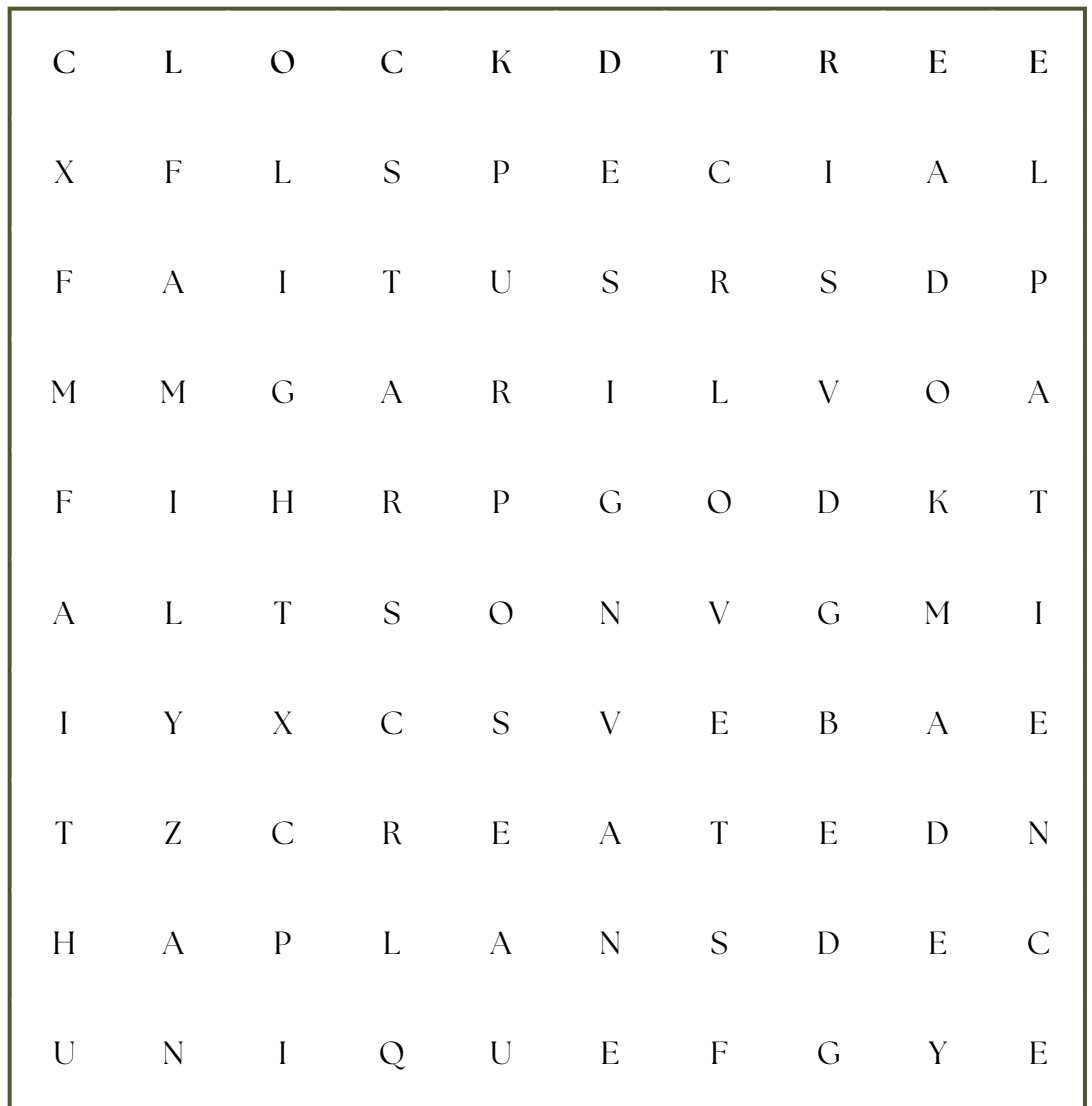 C L O C K D T R E E
X F L S P E C I A L
F A I T U S R S D P
M M G A R I L V O A
F I H R P G O D K T
A L T S O N V G M I
I Y X C S V E B A E
T Z C R E A T E D N
H A P L A N S D E C
U N I Q U E F G Y E